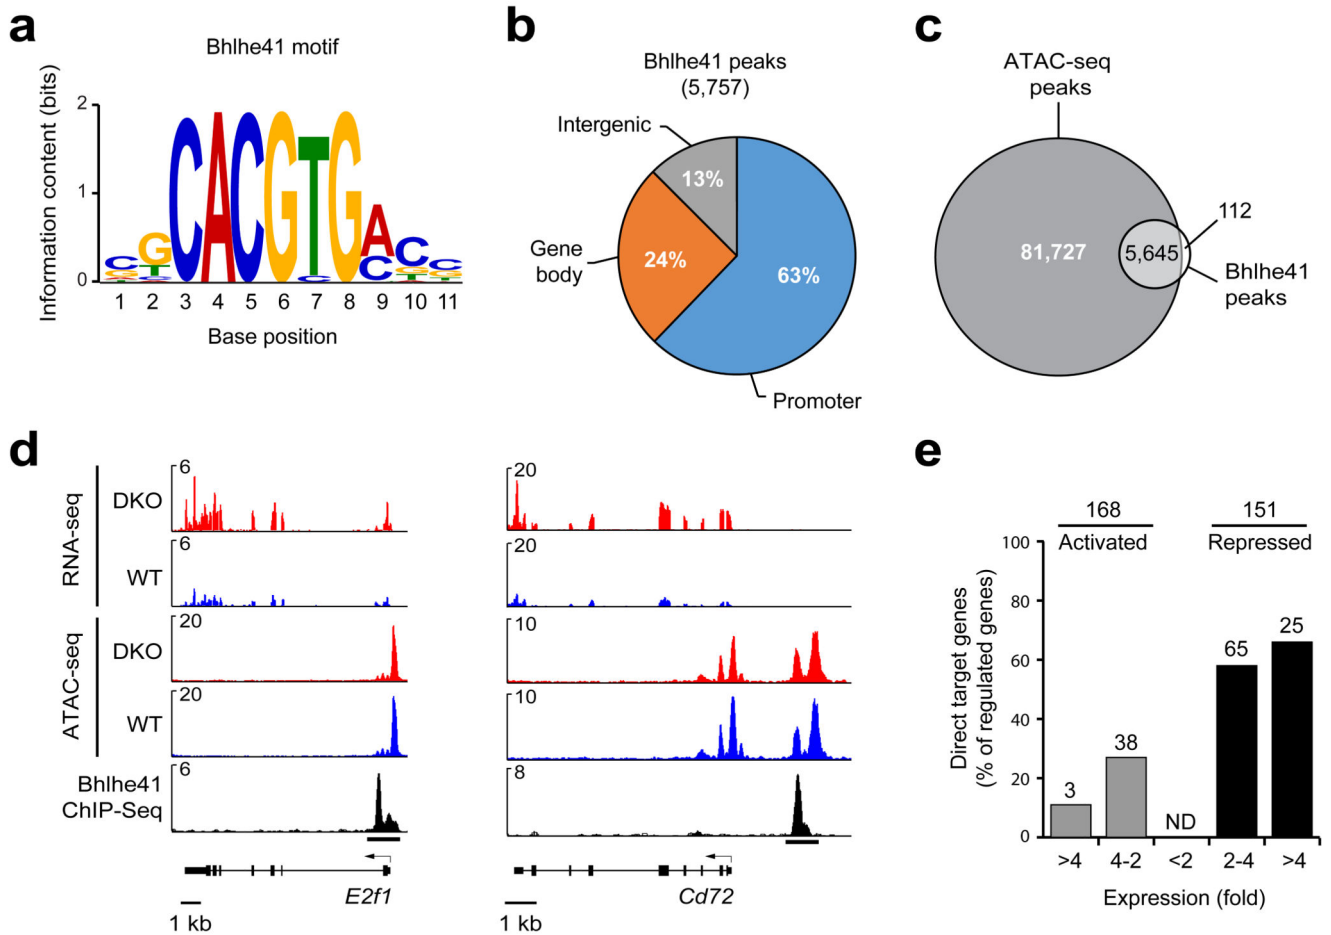 a
Bhlhe41 motif
Information content (bits)
2
1
0
CGCACGTGACC
1 2 3 4 5 6 7 8 9 10 11
Base position
b
Bhlhe41 peaks
(5,757)
Intergenic
13%
Gene
body
24%
63%
Promoter
c
ATAC-seq
peaks
81,727
5,645
112
Bhlhe41
peaks
d
RNA-seq
DKO
6
20
WT
6
20
ATAC-seq
DKO
20
10
WT
20
10
Bhlhe41
ChIP-Seq
6
8
E2f1
Cd72
1 kb
1 kb
e
168
151
Activated
Repressed
Direct target genes
(% of regulated genes)
100
80
60
40
20
0
3
38
ND
65
25
>4
4-2
<2
2-4
>4
Expression (fold)